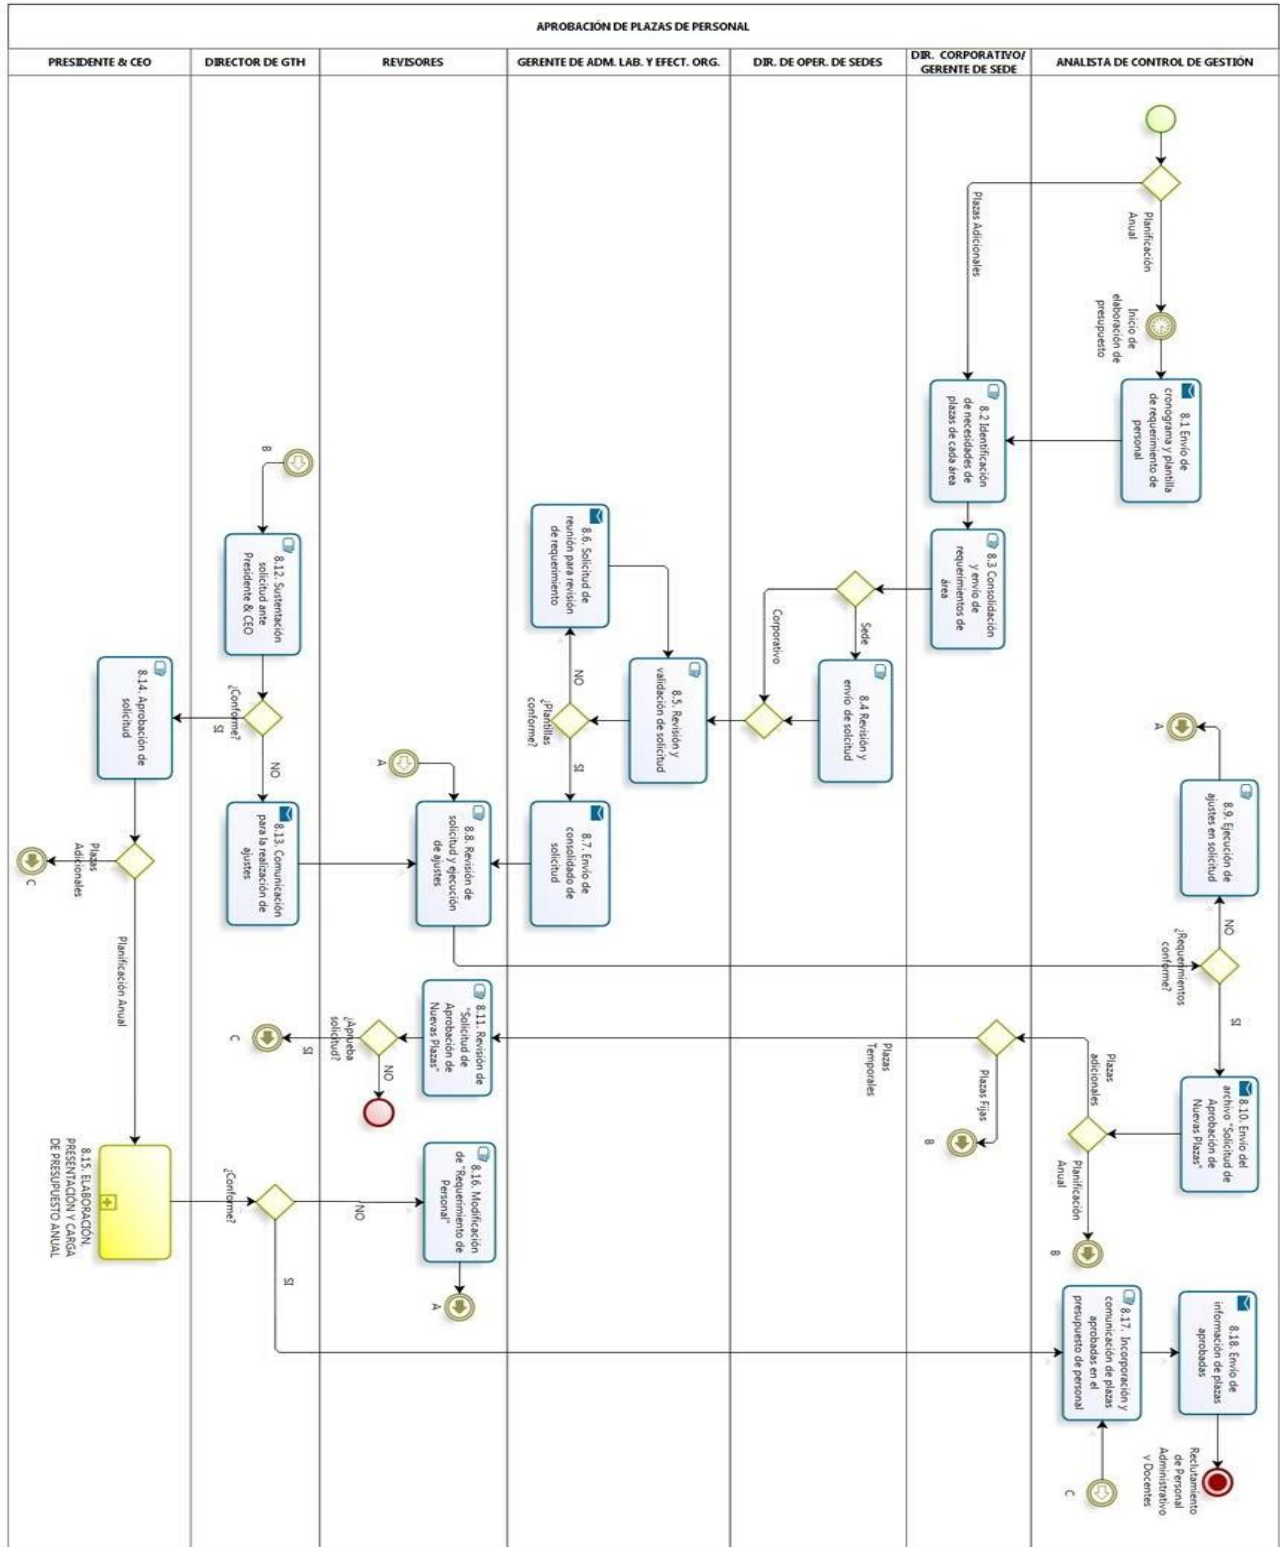 APROBACIÓN DE PLAZAS DE PERSONAL
PRESIDENTE & CEO
DIRECTOR DE GTH
REVISORES
GERENTE DE ADM. LAB. Y EFECT. ORG.
DIR. DE OPER. DE SEDES
DIR. CORPORATIVO/
GERENTE DE SEDE
ANALISTA DE CONTROL DE GESTIÓN
Planificación
Anual
Plazas Adicionales
Inicio de
elaboración de
presupuesto
8.1 Envío de
cronograma y plantilla
de requerimiento de
personal
8.2 Identificación
de necesidades de
plazas de cada área
8.3 Consolidación
y envío de
requerimientos de
área
Sede
Corporativo
8.4 Revisión y
envío de solcitud
8.5. Revisión y
validación de solicitud
¿Plantillas
conforme?
NO
SI
8.6. Solicitud de
reunión para revisión
de requerimiento
8.7. Envío de
consolidado de
solicitud
A
8.8. Revisión de
solicitud y ejecución
de ajustes
¿Requerimientos
conforme?
NO
SI
8.9. Ejecución de
ajustes en solicitud
A
8.10. Envío del
archivo "Solicitud de
Aprobación de
Nuevas Plazas"
Plazas
adicionales
Planificación
Anual
B
Plazas Fijas
B
Plazas
Temporales
8.11. Revisión de
"Solicitud de
Aprobación de
Nuevas Plazas"
¿Aprueba
solicitud?
NO
SI
C
B
8.12. Sustentación
solicitud ante
Presidente & CEO
¿Conforme?
SI
NO
8.13. Comunicación
para la realización de
ajustes
8.14. Aprobación de
solicitud
Plazas
Adicionales
C
Planificación Anual
8.15. ELABORACIÓN,
PRESENTACIÓN Y CARGA
DE PRESUPUESTO ANUAL
¿Conforme?
NO
SI
8.16. Modificación
de "Requerimiento de
Personal"
A
8.17. Incorporación y
comunicación de plazas
aprobadas en el
presupuesto de personal
C
8.18. Envío de
información de plazas
aprobadas
Reclutamiento
de Personal
Administrativo
y Docentes